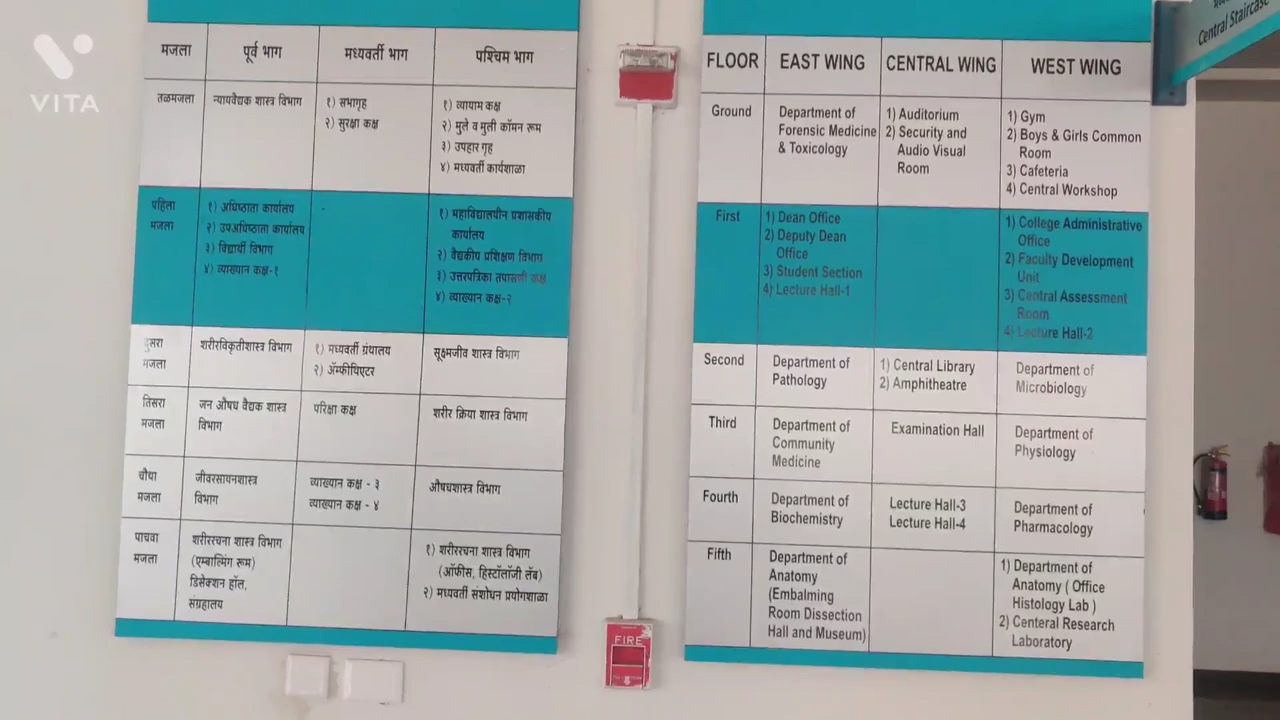 VITA
मजला पूर्व भाग मध्यवर्ती भाग पश्चिम भाग
तळमजला
न्यायवैद्यक शास्त्र विभाग
१) सभागृह
२) सुरक्षा कक्ष
१) व्यायाम कक्ष
२) मुले व मुली कॉमन रूम
३) उपहार गृह
४) मध्यवर्ती कार्यशाळा
पहिला
मजला
१) अधिष्ठाता कार्यालय
२) उपअधिष्ठाता कार्यालय
३) विद्यार्थी विभाग
४) व्याख्यान कक्ष-१
१) महाविद्यालयीन प्रशासकीय
कार्यालय
२) वैद्यकीय प्रशिक्षण विभाग
३) उत्तरपत्रिका तपासणी कक्ष
४) व्याख्यान कक्ष-२
दुसरा
मजला
शरीरविकृतीशास्त्र विभाग
१) मध्यवर्ती ग्रंथालय
२) ॲम्फीथिएटर
सूक्ष्मजीव शास्त्र विभाग
तिसरा
मजला
जन औषध वैद्यक शास्त्र
विभाग
परिक्षा कक्ष
शरीर क्रिया शास्त्र विभाग
चौथा
मजला
जीवरसायनशास्त्र
विभाग
व्याख्यान कक्ष - ३
व्याख्यान कक्ष - ४
औषधशास्त्र विभाग
पाचवा
मजला
शरीररचना शास्त्र विभाग
(एम्बाल्मिंग रूम)
डिसेक्शन हॉल,
संग्रहालय
१) शरीररचना शास्त्र विभाग
(ऑफीस, हिस्टॉलॉजी लॅब)
२) मध्यवर्ती संशोधन प्रयोगशाळा
FIRE
FLOOR EAST WING CENTRAL WING WEST WING
Ground
Department of
Forensic Medicine
& Toxicology
1) Auditorium
2) Security and
Audio Visual
Room
1) Gym
2) Boys & Girls Common
Room
3) Cafeteria
4) Central Workshop
First
1) Dean Office
2) Deputy Dean
Office
3) Student Section
4) Lecture Hall-1
1) College Administrative
Office
2) Faculty Development
Unit
3) Central Assessment
Room
4) Lecture Hall-2
Second
Department of
Pathology
1) Central Library
2) Amphitheatre
Department of
Microbiology
Third
Department of
Community
Medicine
Examination Hall
Department of
Physiology
Fourth
Department of
Biochemistry
Lecture Hall-3
Lecture Hall-4
Department of
Pharmacology
Fifth
Department of
Anatomy
(Embalming
Room Dissection
Hall and Museum)
1) Department of
Anatomy ( Office
Histology Lab )
2) Centeral Research
Laboratory
Central Staircase